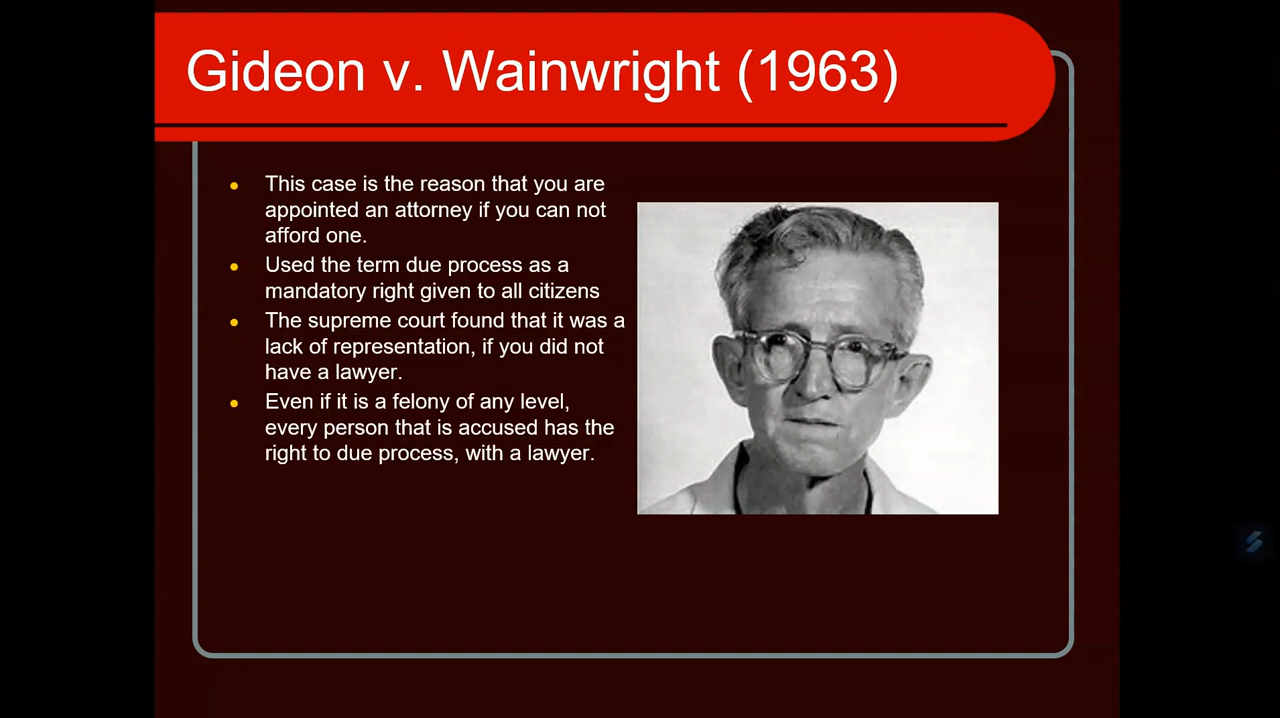 Gideon v. Wainwright (1963)
This case is the reason that you are
appointed an attorney if you can not
afford one.
Used the term due process as a
mandatory right given to all citizens
The supreme court found that it was a
lack of representation, if you did not
have a lawyer.
Even if it is a felony of any level,
every person that is accused has the
right to due process, with a lawyer.